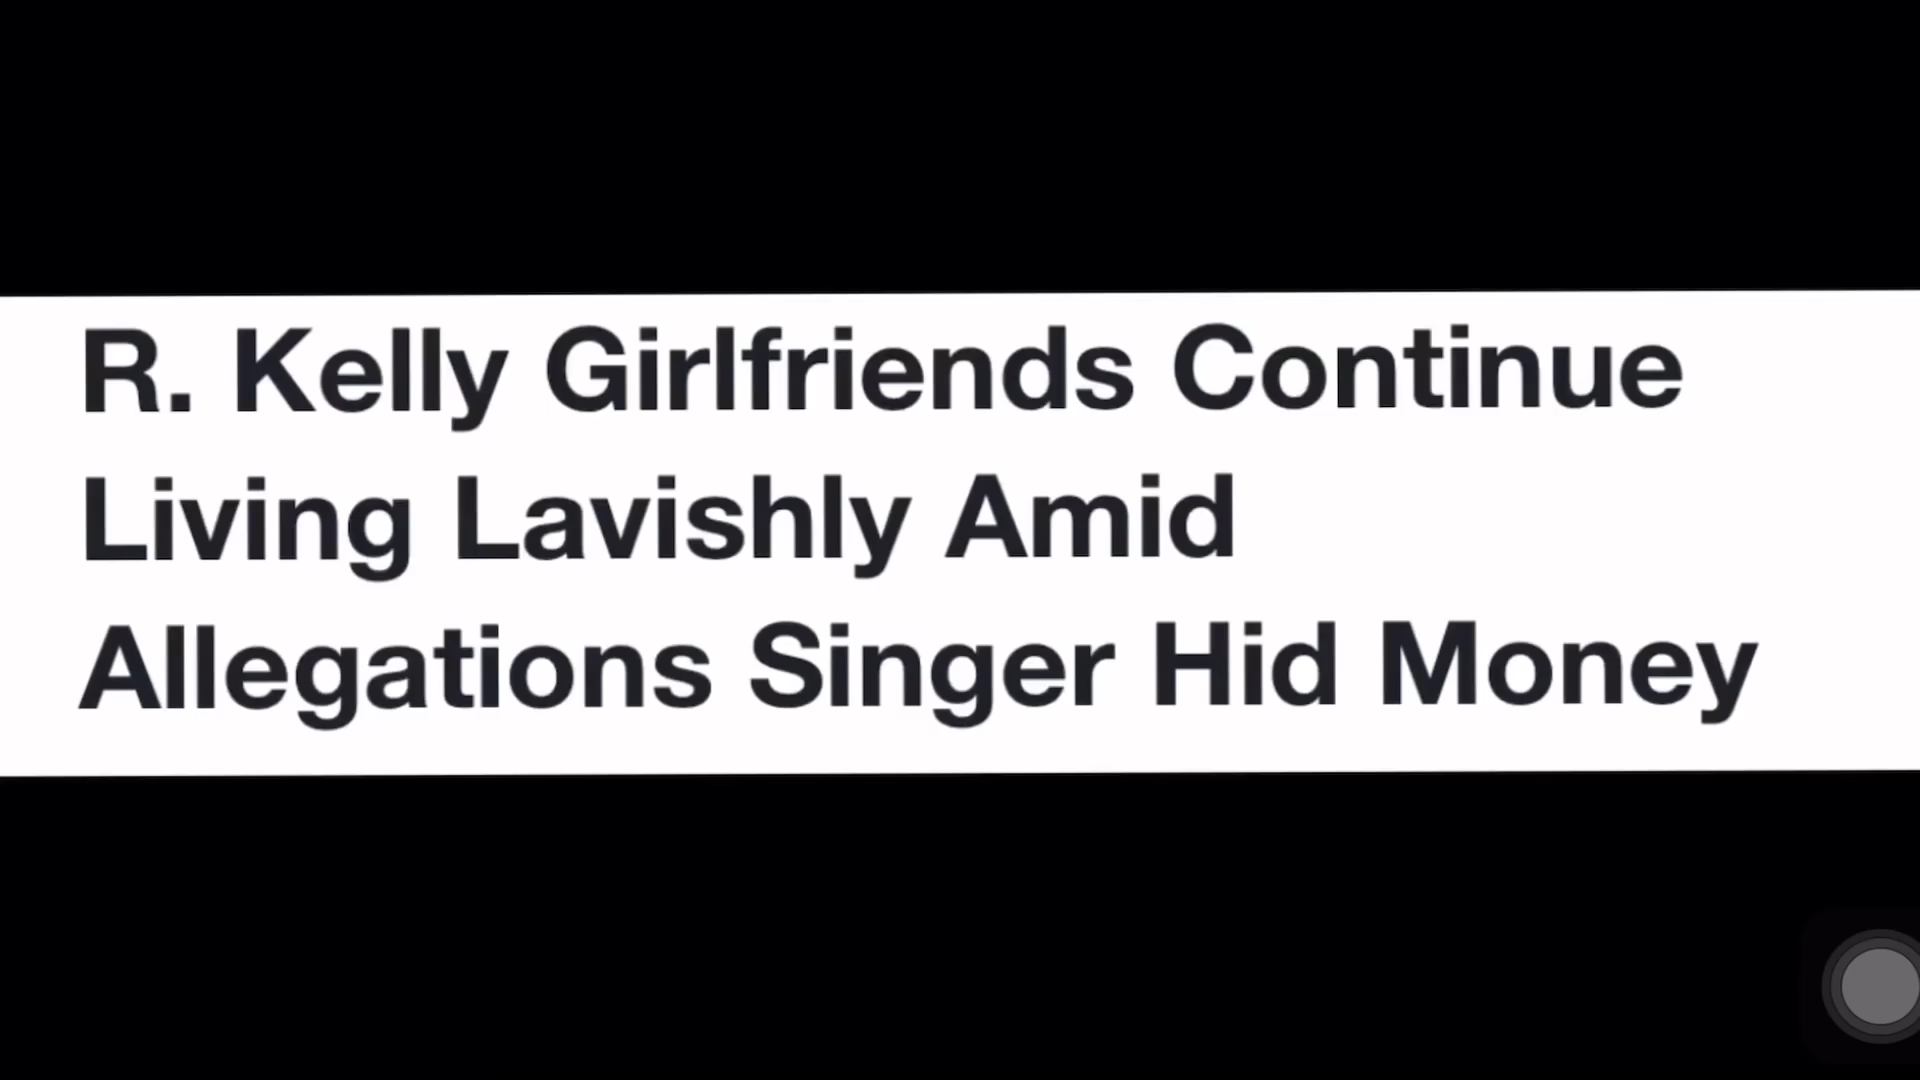 R. Kelly Girlfriends Continue
Living Lavishly Amid
Allegations Singer Hid Money